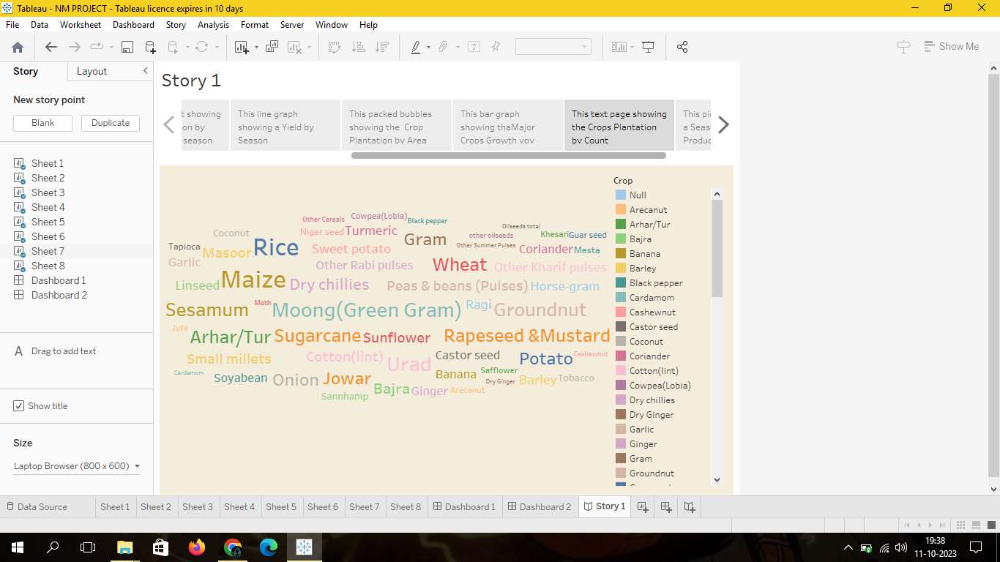 Tableau - NM PROJECT - Tableau licence expires in 10 days
File Data Worksheet Dashboard Story Analysis Format Server Window Help
Show Me
Story Layout
New story point
Blank Duplicate
Sheet 1
Sheet 2
Sheet 3
Sheet 4
Sheet 5
Sheet 6
Sheet 7
Sheet 8
Dashboard 1
Dashboard 2
A Drag to add text
Show title
Size
Laptop Browser (800 x 600)
Story 1
t showing
on by
season
This line graph
showing a Yield by
Season
This packed bubbles
showing the Crop
Plantation by Area
This bar graph
showing thaMajor
Crops Growth yoy
This text page showing
the Crops Plantation
by Count
This pi
a Seas
Produc
Other Cereals Cowpea(Lobia) Black pepper
Oilseeds total
Coconut Niger seed Turmeric Gram other oilseeds Khesari Guar seed
Tapioca Masoor Rice Sweet potato Other Summer Pulses Coriander Mesta
Garlic Other Rabi pulses Wheat Other Kharif pulses
Linseed Maize Dry chillies Peas & beans (Pulses) Horse-gram
Sesamum Moth Moong(Green Gram) Ragi Groundnut
Jute Arhar/Tur Sugarcane Sunflower Rapeseed &Mustard
Small millets Cotton(lint) Urad Castor seed Potato Cashewnut
Cardamom Soyabean Onion Jowar Banana Safflower
Dry Ginger Barley Tobacco
Bajra Ginger Arecanut
Sannhamp
Crop
Null
Arecanut
Arhar/Tur
Bajra
Banana
Barley
Black pepper
Cardamom
Cashewnut
Castor seed
Coconut
Coriander
Cotton(lint)
Cowpea(Lobia)
Dry chillies
Dry Ginger
Garlic
Ginger
Gram
Groundnut
Data Source Sheet 1 Sheet 2 Sheet 3 Sheet 4 Sheet 5 Sheet 6 Sheet 7 Sheet 8 Dashboard 1 Dashboard 2 Story 1
19:38
11-10-2023